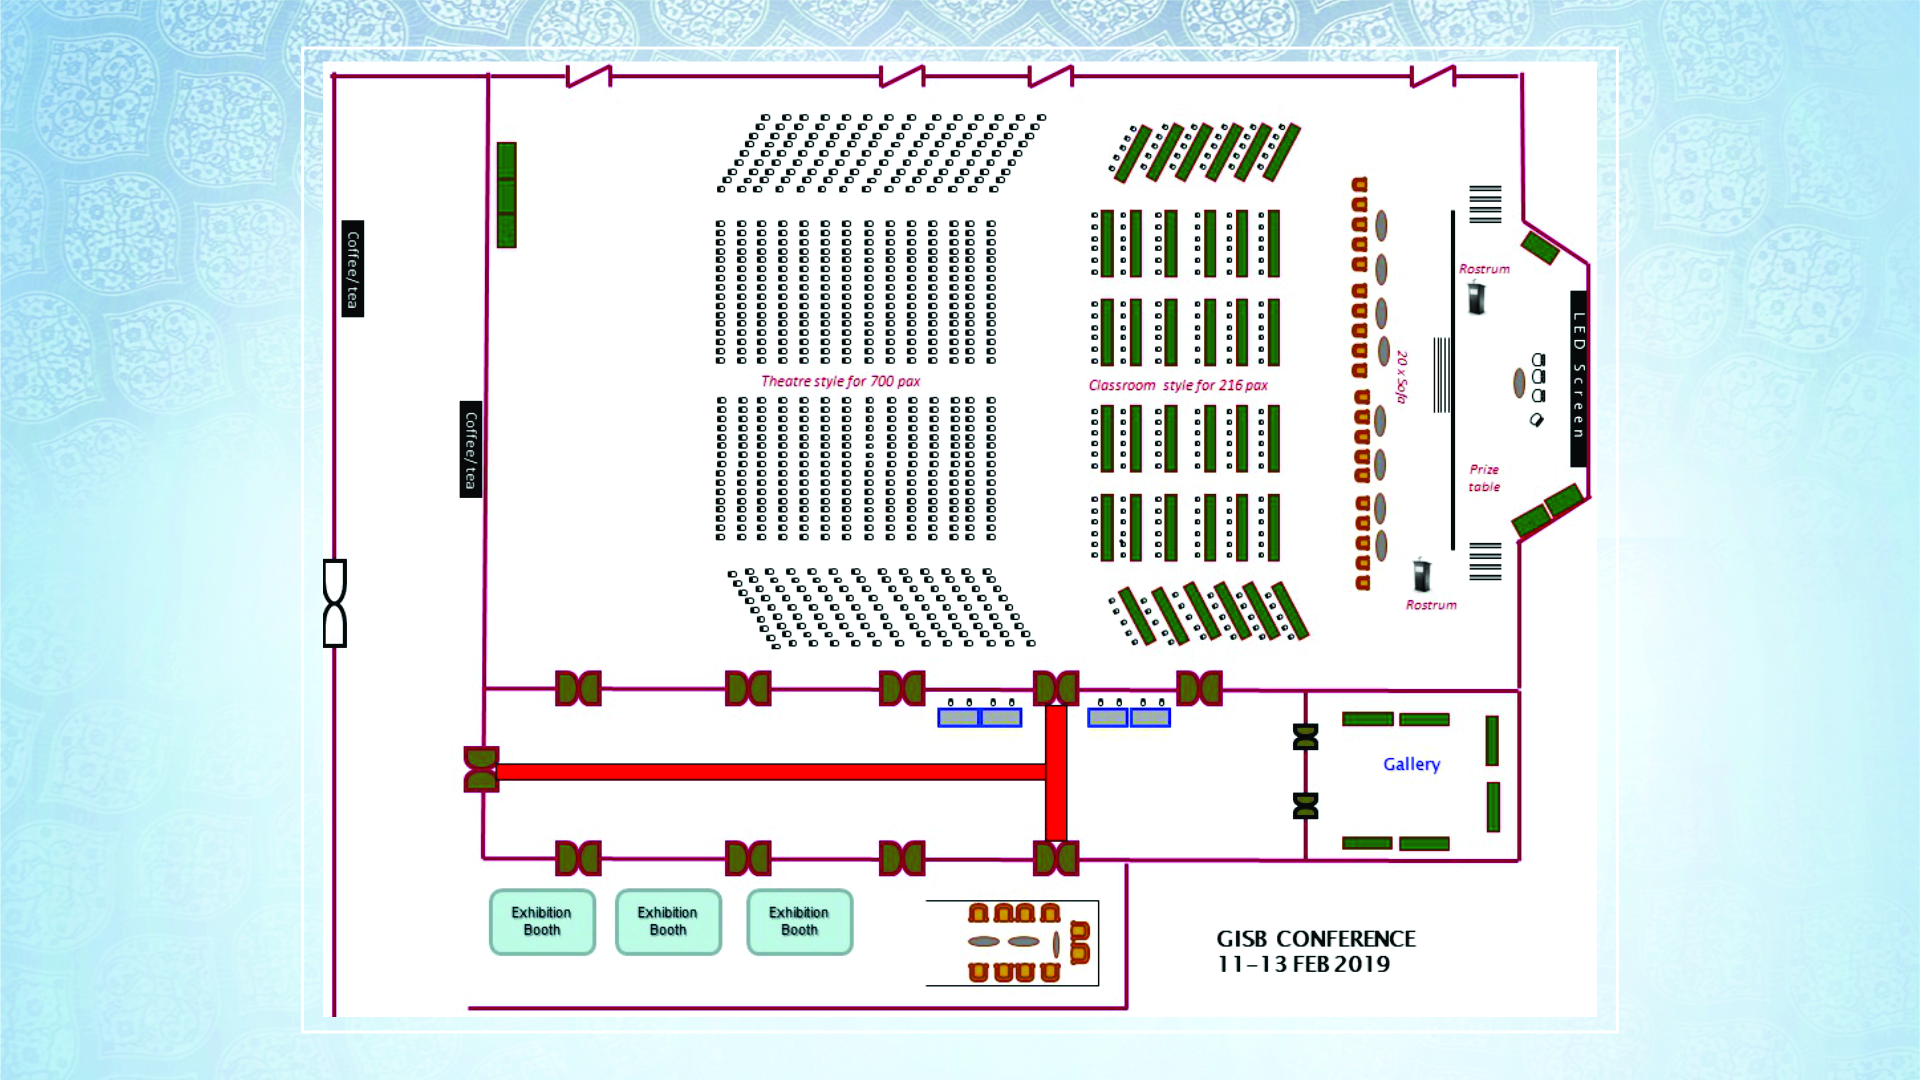 Coffee/ tea
Coffee/ tea
Theatre style for 700 pax
Classroom style for 216 pax
20 x Sofa
Rostrum
LED Screen
Prize
table
Rostrum
Gallery
Exhibition
Booth
Exhibition
Booth
Exhibition
Booth
GISB CONFERENCE
11-13 FEB 2019